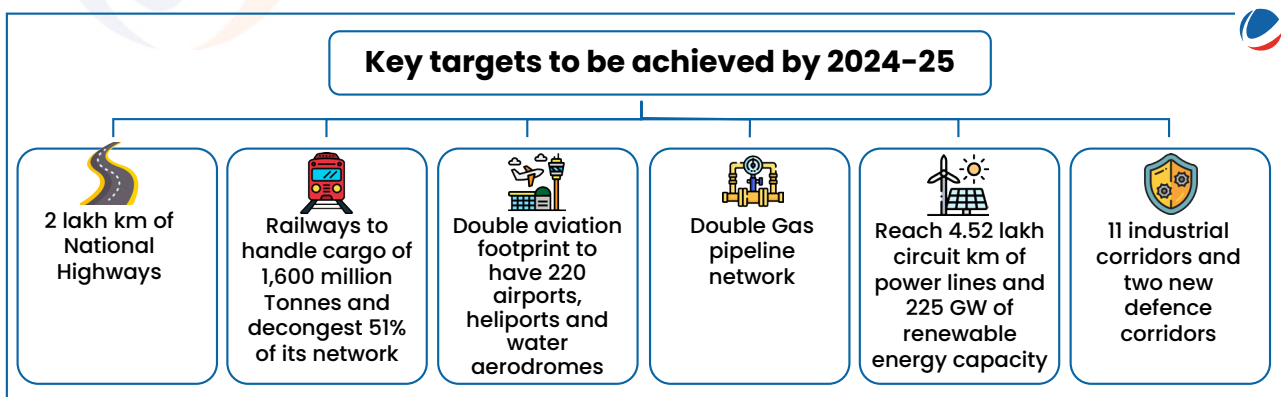 Key targets to be achieved by 2024-25
2 lakh km of
National
Highways
Railways to
handle cargo of
1,600 million
Tonnes and
decongest 51%
of its network
Double aviation
footprint to
have 220
airports,
heliports and
water
aerodromes
Double Gas
pipeline
network
Reach 4.52 lakh
circuit km of
power lines and
225 GW of
renewable
energy capacity
11 industrial
corridors and
two new
defence
corridors